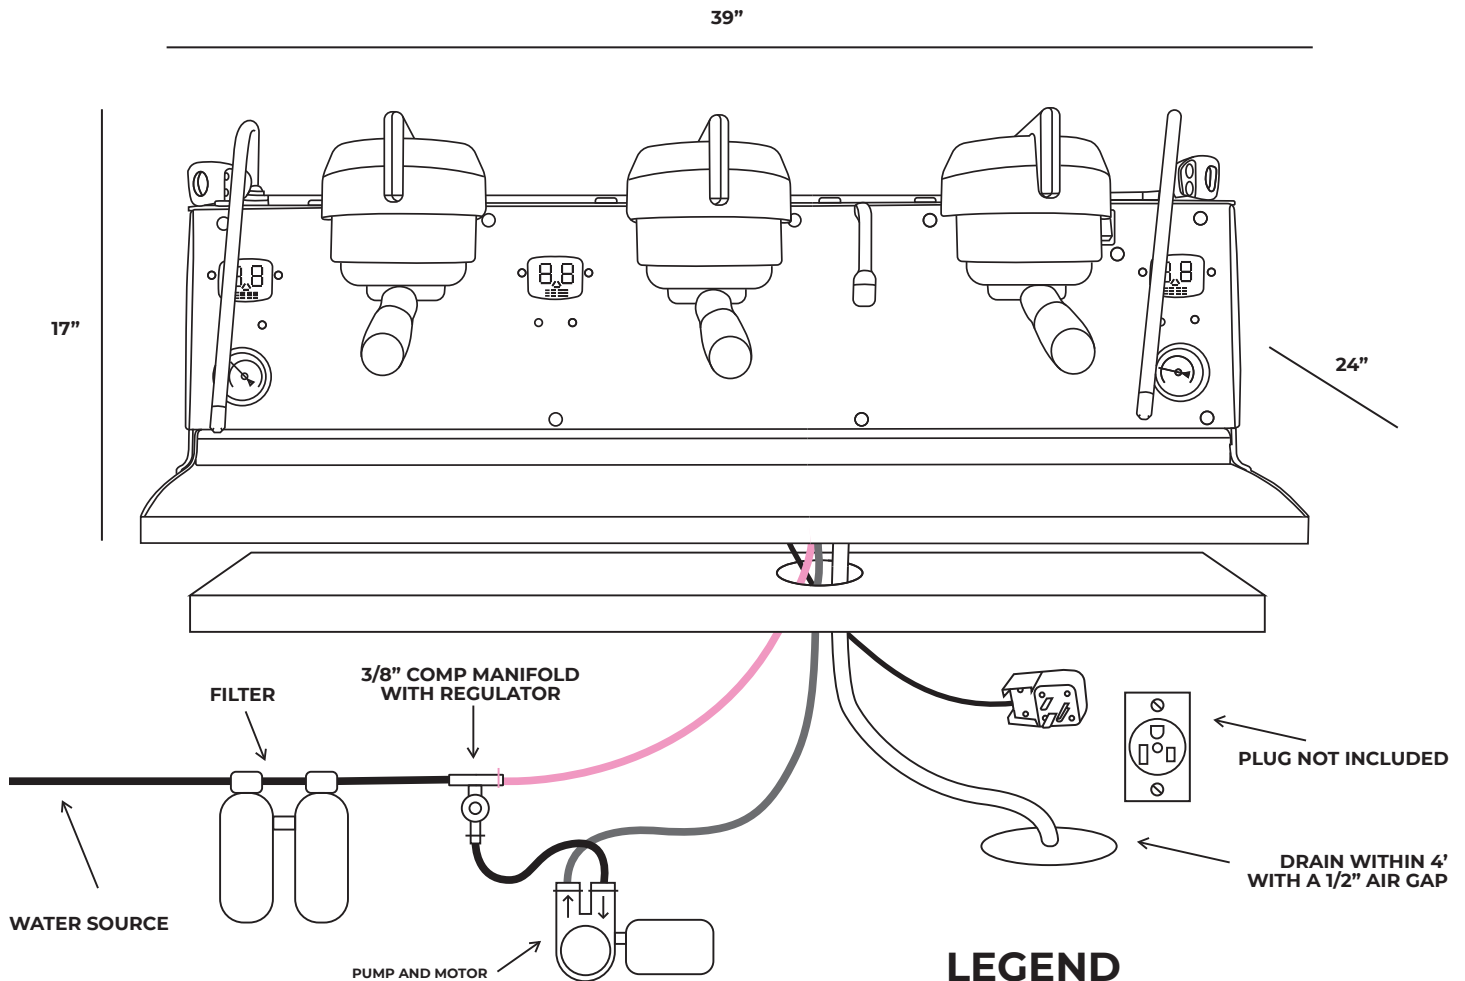 39”
17”
24”
3/8” COMP MANIFOLD
WITH REGULATOR
FILTER
PLUG NOT INCLUDED
DRAIN WITHIN 4’
WITH A 1/2” AIR GAP
WATER SOURCE
PUMP AND MOTOR
LEGEND